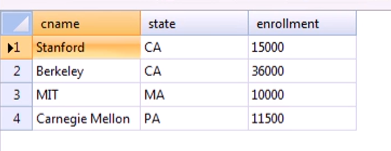 cname state enrollment
1 Stanford CA 15000
2 Berkeley CA 36000
3 MIT MA 10000
4 Carnegie Mellon PA 11500